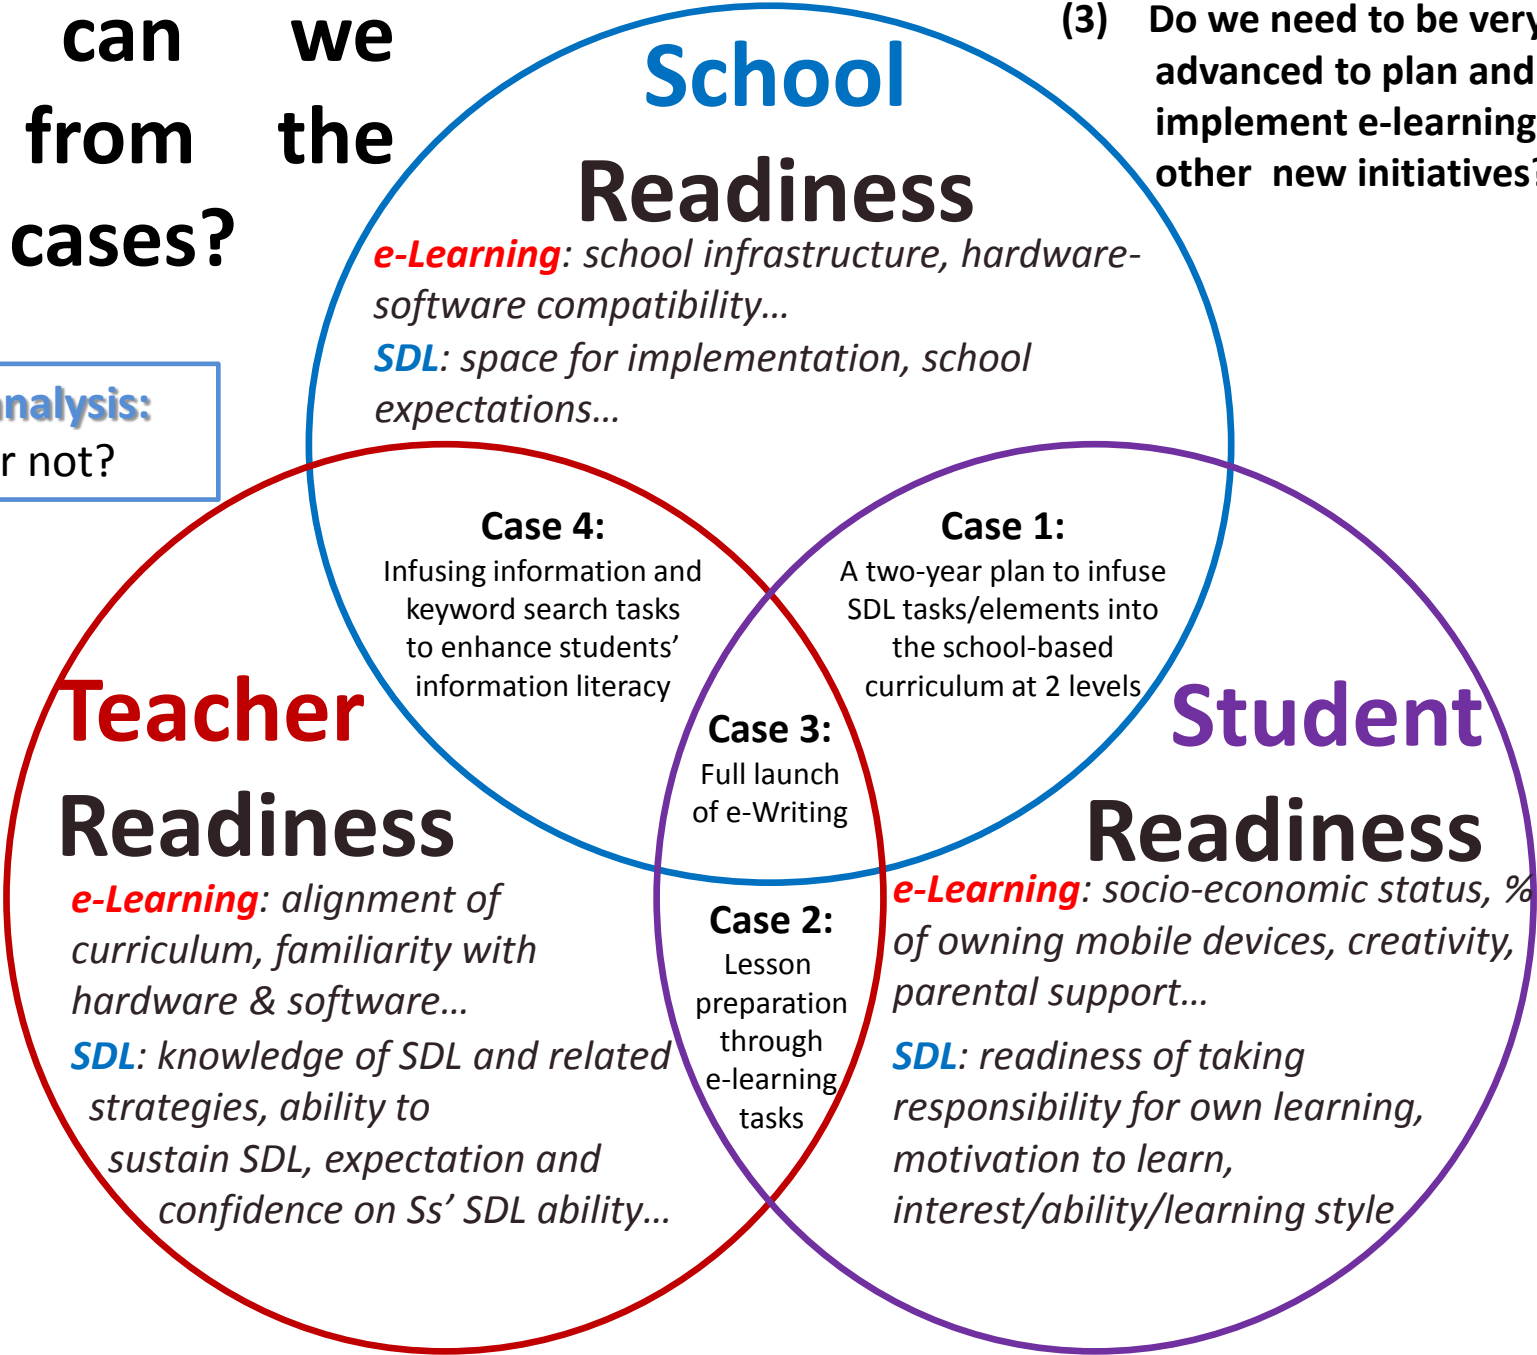 can we
from the
cases?
(3) Do we need to be very
advanced to plan and
implement e-learning
other new initiatives?
nalysis:
r not?
School
Readiness
e-Learning: school infrastructure, hardware-
software compatibility…
SDL: space for implementation, school
expectations…
Case 4:
Infusing information and
keyword search tasks
to enhance students’
information literacy
Case 1:
A two-year plan to infuse
SDL tasks/elements into
the school-based
curriculum at 2 levels
Case 3:
Full launch
of e-Writing
Teacher
Readiness
e-Learning: alignment of
curriculum, familiarity with
hardware & software…
SDL: knowledge of SDL and related
strategies, ability to
sustain SDL, expectation and
confidence on Ss’ SDL ability…
Case 2:
Lesson
preparation
through
e-learning
tasks
Student
Readiness
e-Learning: socio-economic status, %
of owning mobile devices, creativity,
parental support…
SDL: readiness of taking
responsibility for own learning,
motivation to learn,
interest/ability/learning style